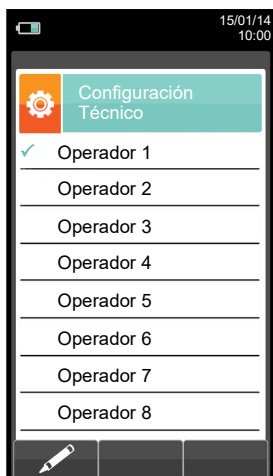 15/01/14
10:00
Configuración
Técnico
Operador 1
Operador 2
Operador 3
Operador 4
Operador 5
Operador 6
Operador 7
Operador 8